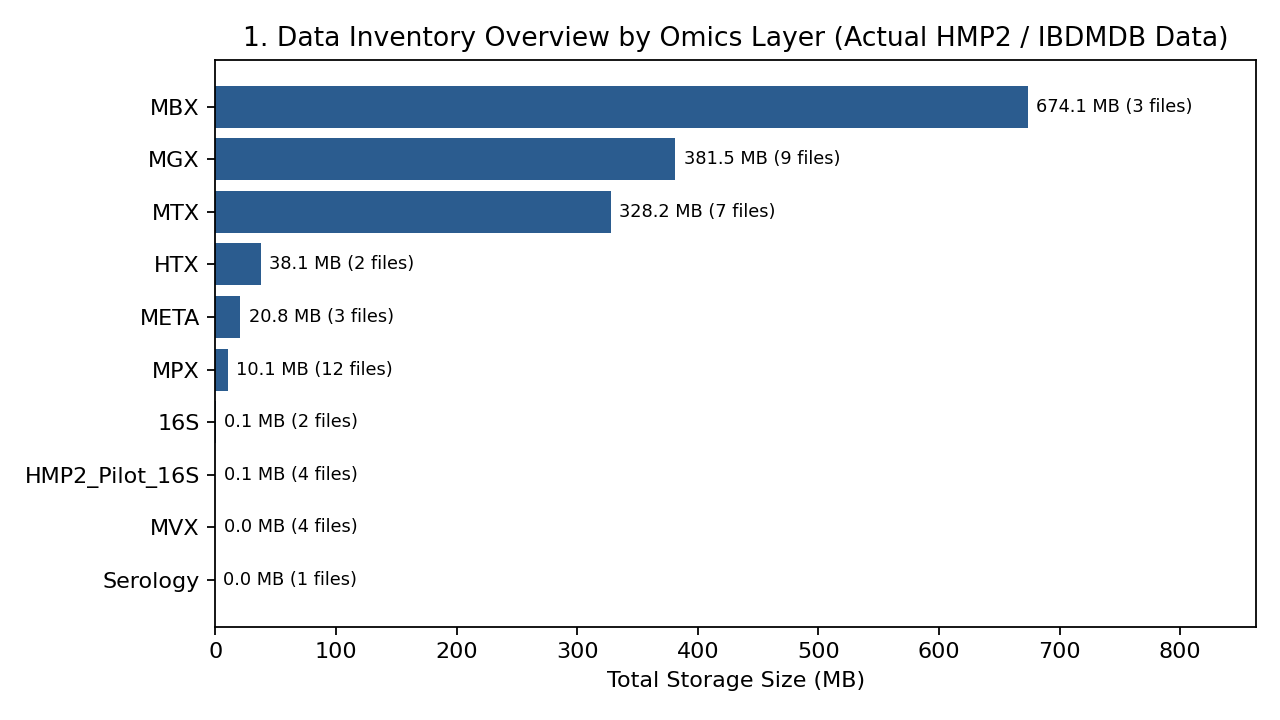 1. Data Inventory Overview by Omics Layer (Actual HMP2 / IBDMDB Data)
MBX
674.1 MB (3 files)
MGX
381.5 MB (9 files)
MTX
328.2 MB (7 files)
HTX
38.1 MB (2 files)
META
20.8 MB (3 files)
MPX
10.1 MB (12 files)
16S
0.1 MB (2 files)
HMP2_Pilot_16S
0.1 MB (4 files)
MVX
0.0 MB (4 files)
Serology
0.0 MB (1 files)
0 100 200 300 400 500 600 700 800
Total Storage Size (MB)